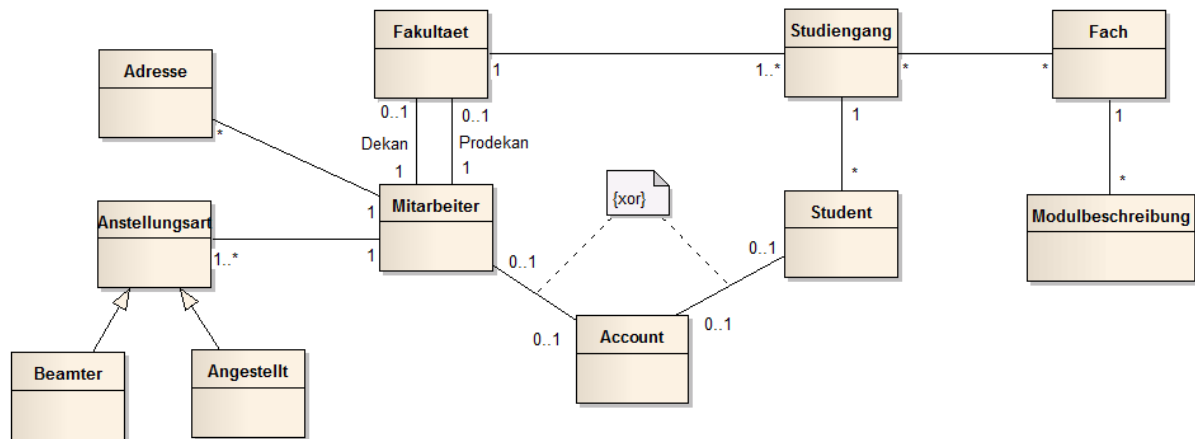 Fakultaet
Studiengang
Fach
Adresse
1
1..*
*
*
0..1
0..1
1
1
Dekan
Prodekan
*
1
1
*
*
{xor}
Mitarbeiter
Student
Modulbeschreibung
1
Anstellungsart
1..*
1
0..1
0..1
0..1
0..1
Account
Beamter
Angestellt